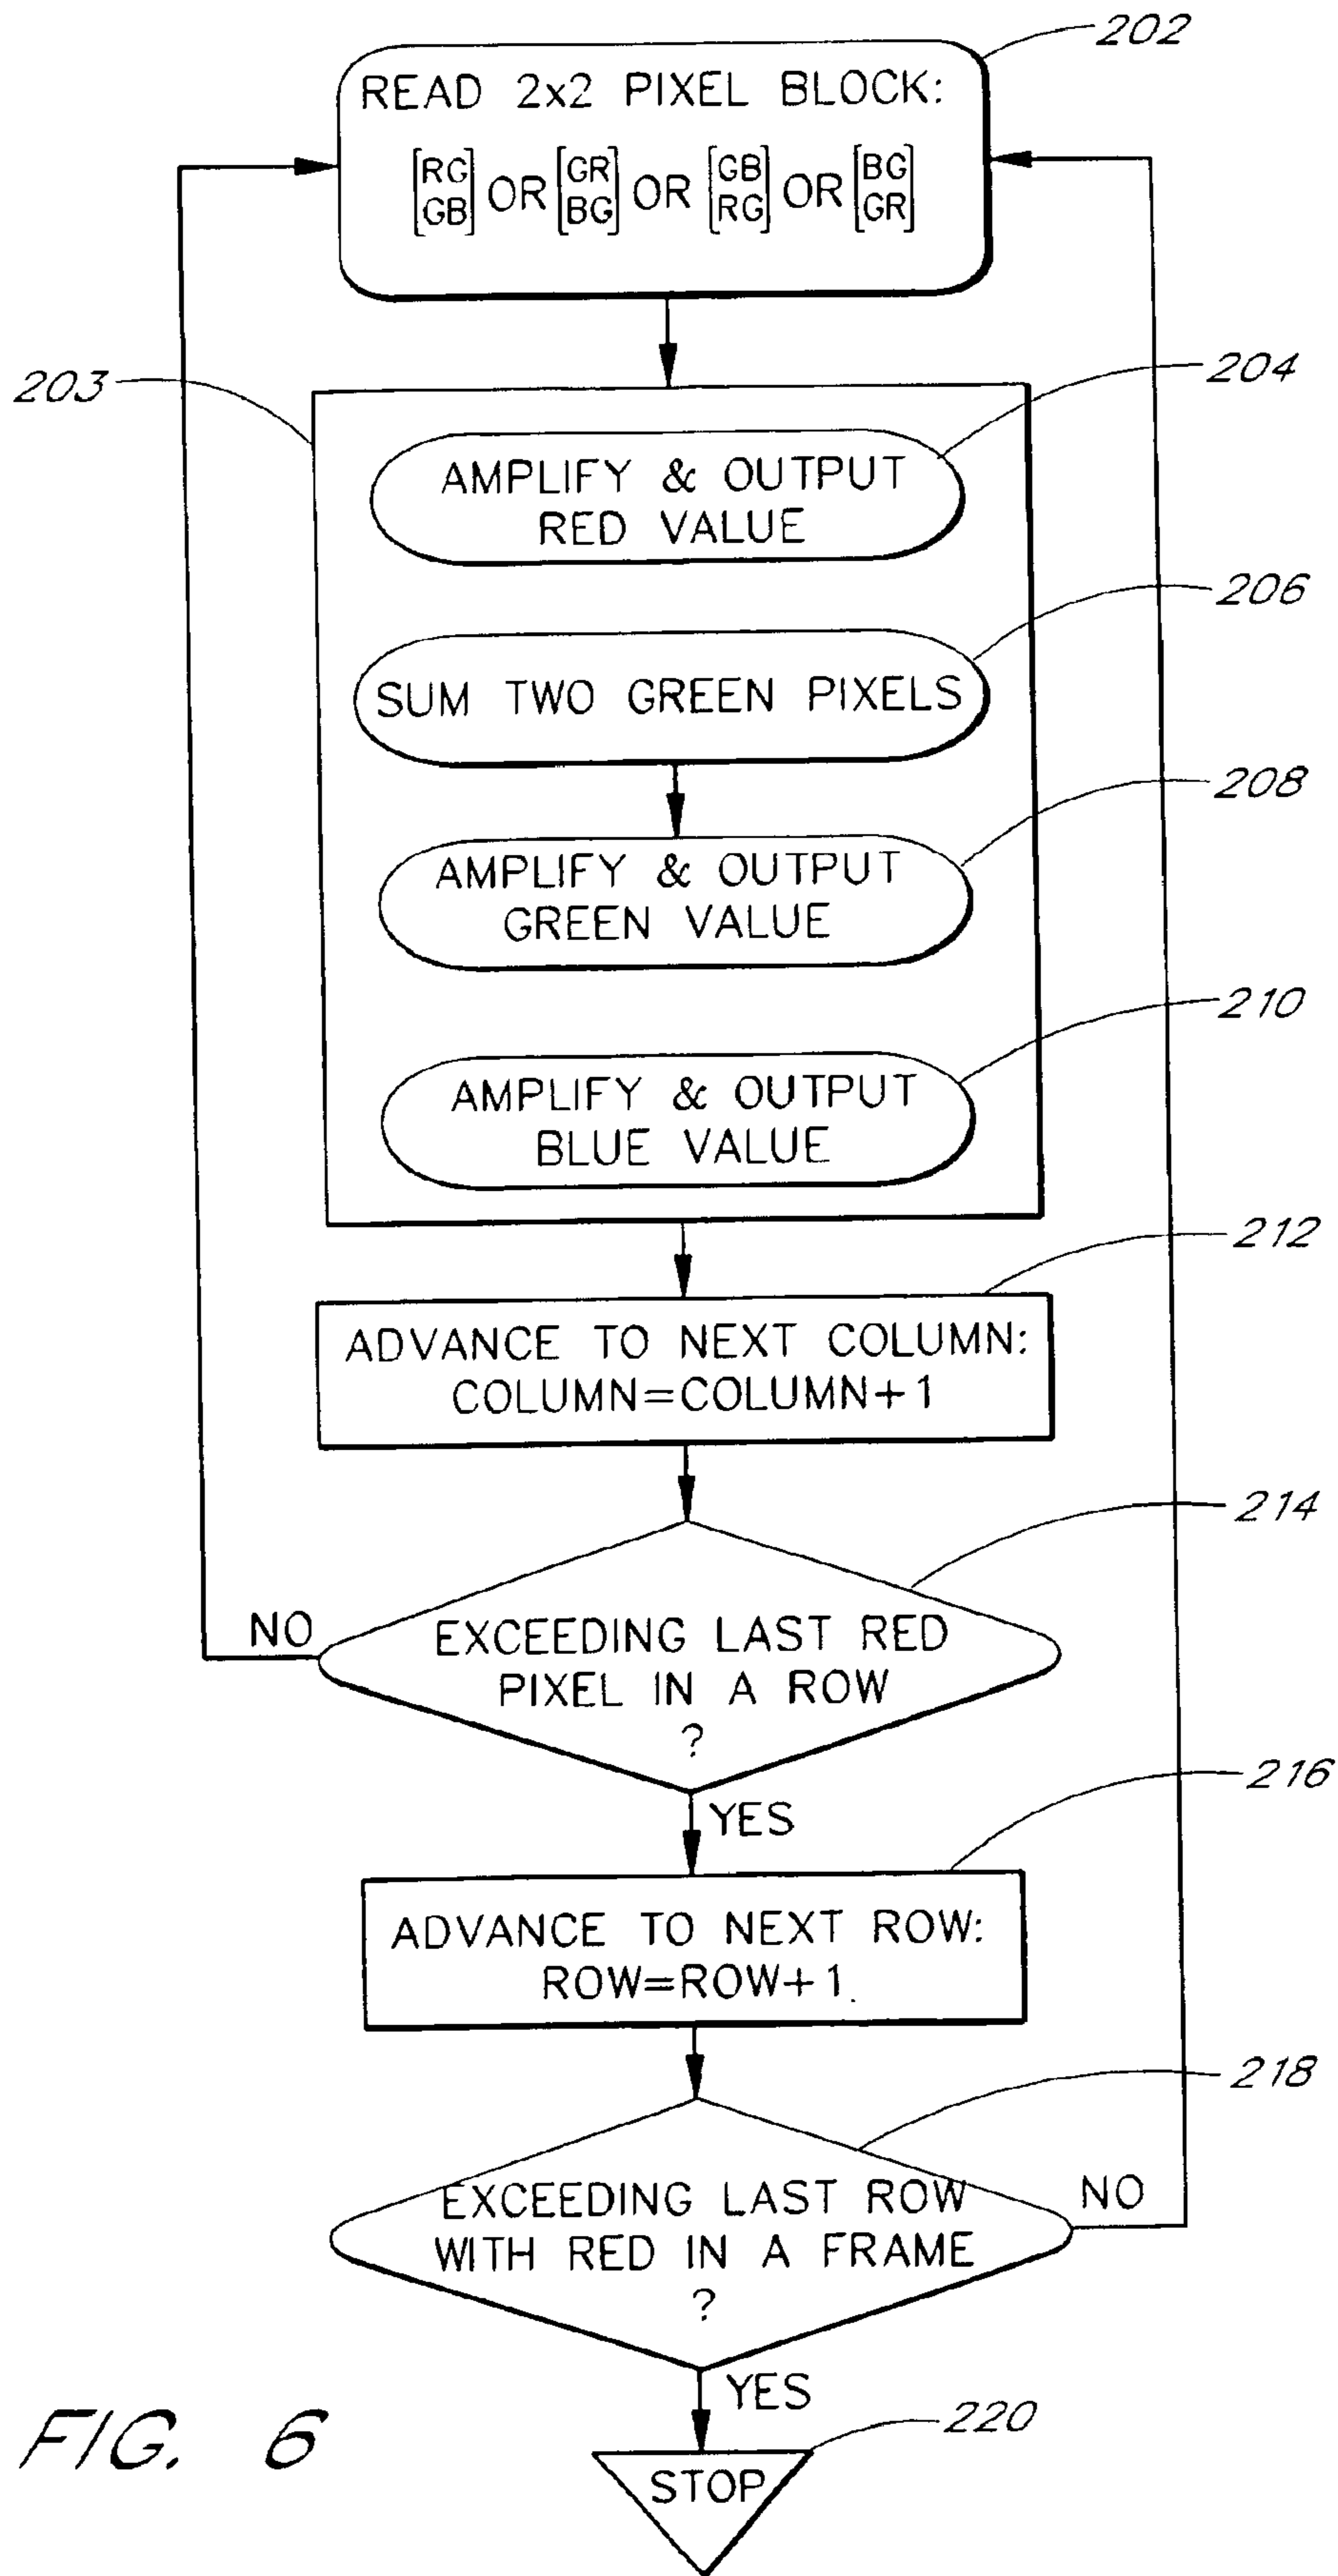 202
READ 2x2 PIXEL BLOCK:
[RG GB] OR [GR BG] OR [GB RG] OR [BG GR]
203
204
AMPLIFY & OUTPUT
RED VALUE
206
SUM TWO GREEN PIXELS
208
AMPLIFY & OUTPUT
GREEN VALUE
210
AMPLIFY & OUTPUT
BLUE VALUE
212
ADVANCE TO NEXT COLUMN:
COLUMN=COLUMN+1
214
NO
EXCEEDING LAST RED
PIXEL IN A ROW
?
YES
216
ADVANCE TO NEXT ROW:
ROW=ROW+1
218
EXCEEDING LAST ROW
WITH RED IN A FRAME
?
NO
YES
220
STOP
FIG. 6